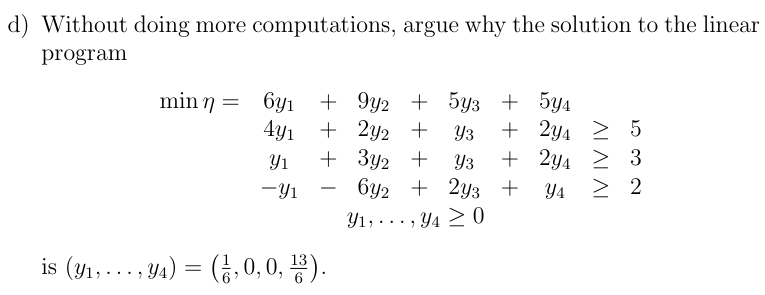 d) Without doing more computations, argue why the solution to the linear
program
min η = 6y₁ + 9y₂ + 5y₃ + 5y₄
4y₁ + 2y₂ + y₃ + 2y₄ ≥ 5
y₁ + 3y₂ + y₃ + 2y₄ ≥ 3
−y₁ − 6y₂ + 2y₃ + y₄ ≥ 2
y₁, . . . , y₄ ≥ 0
is (y₁, . . . , y₄) = (1/6, 0, 0, 13/6).